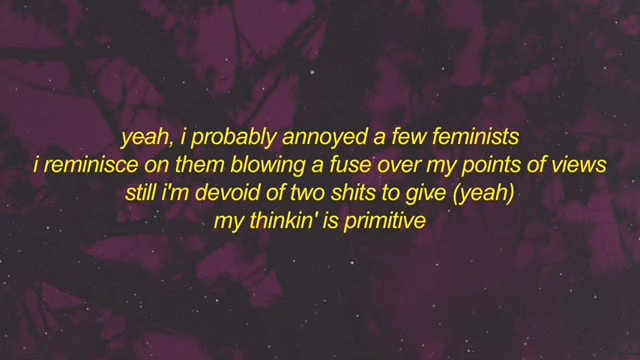 yeah, i probably annoyed a few feminists
i reminisce on them blowing a fuse over my points of views
still i'm devoid of two shits to give (yeah)
my thinkin' is primitive